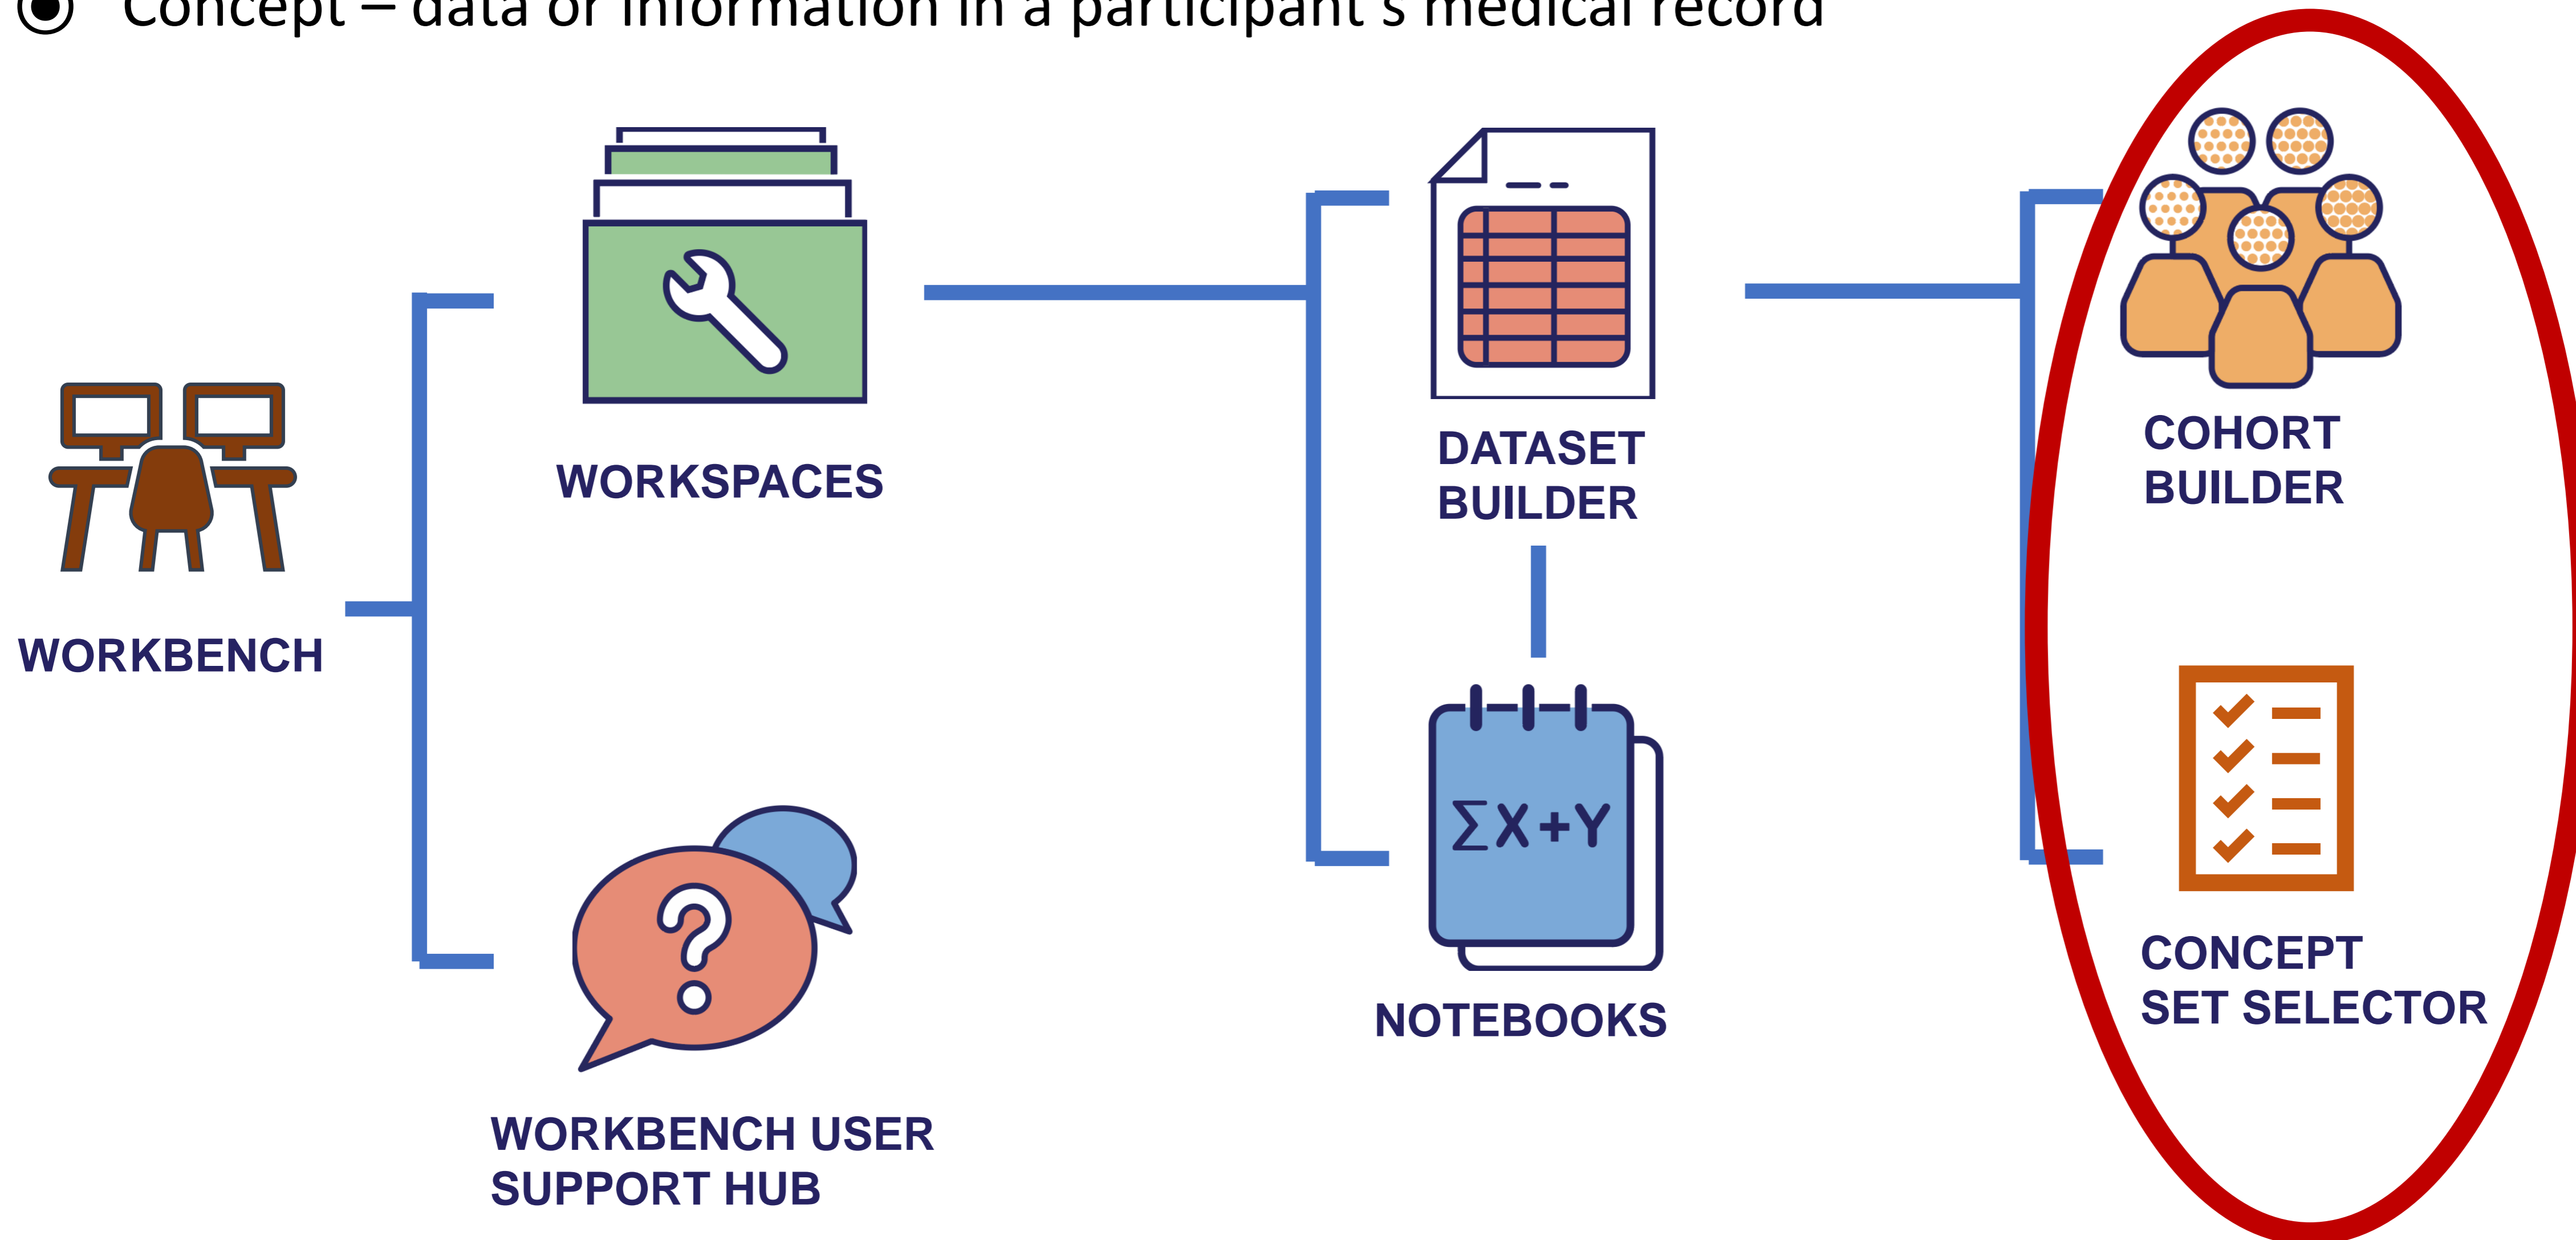 Concept – data or information in a participant's medical record
WORKBENCH
WORKSPACES
WORKBENCH USER
SUPPORT HUB
DATASET
BUILDER
ΣX+Y
NOTEBOOKS
COHORT
BUILDER
CONCEPT
SET SELECTOR